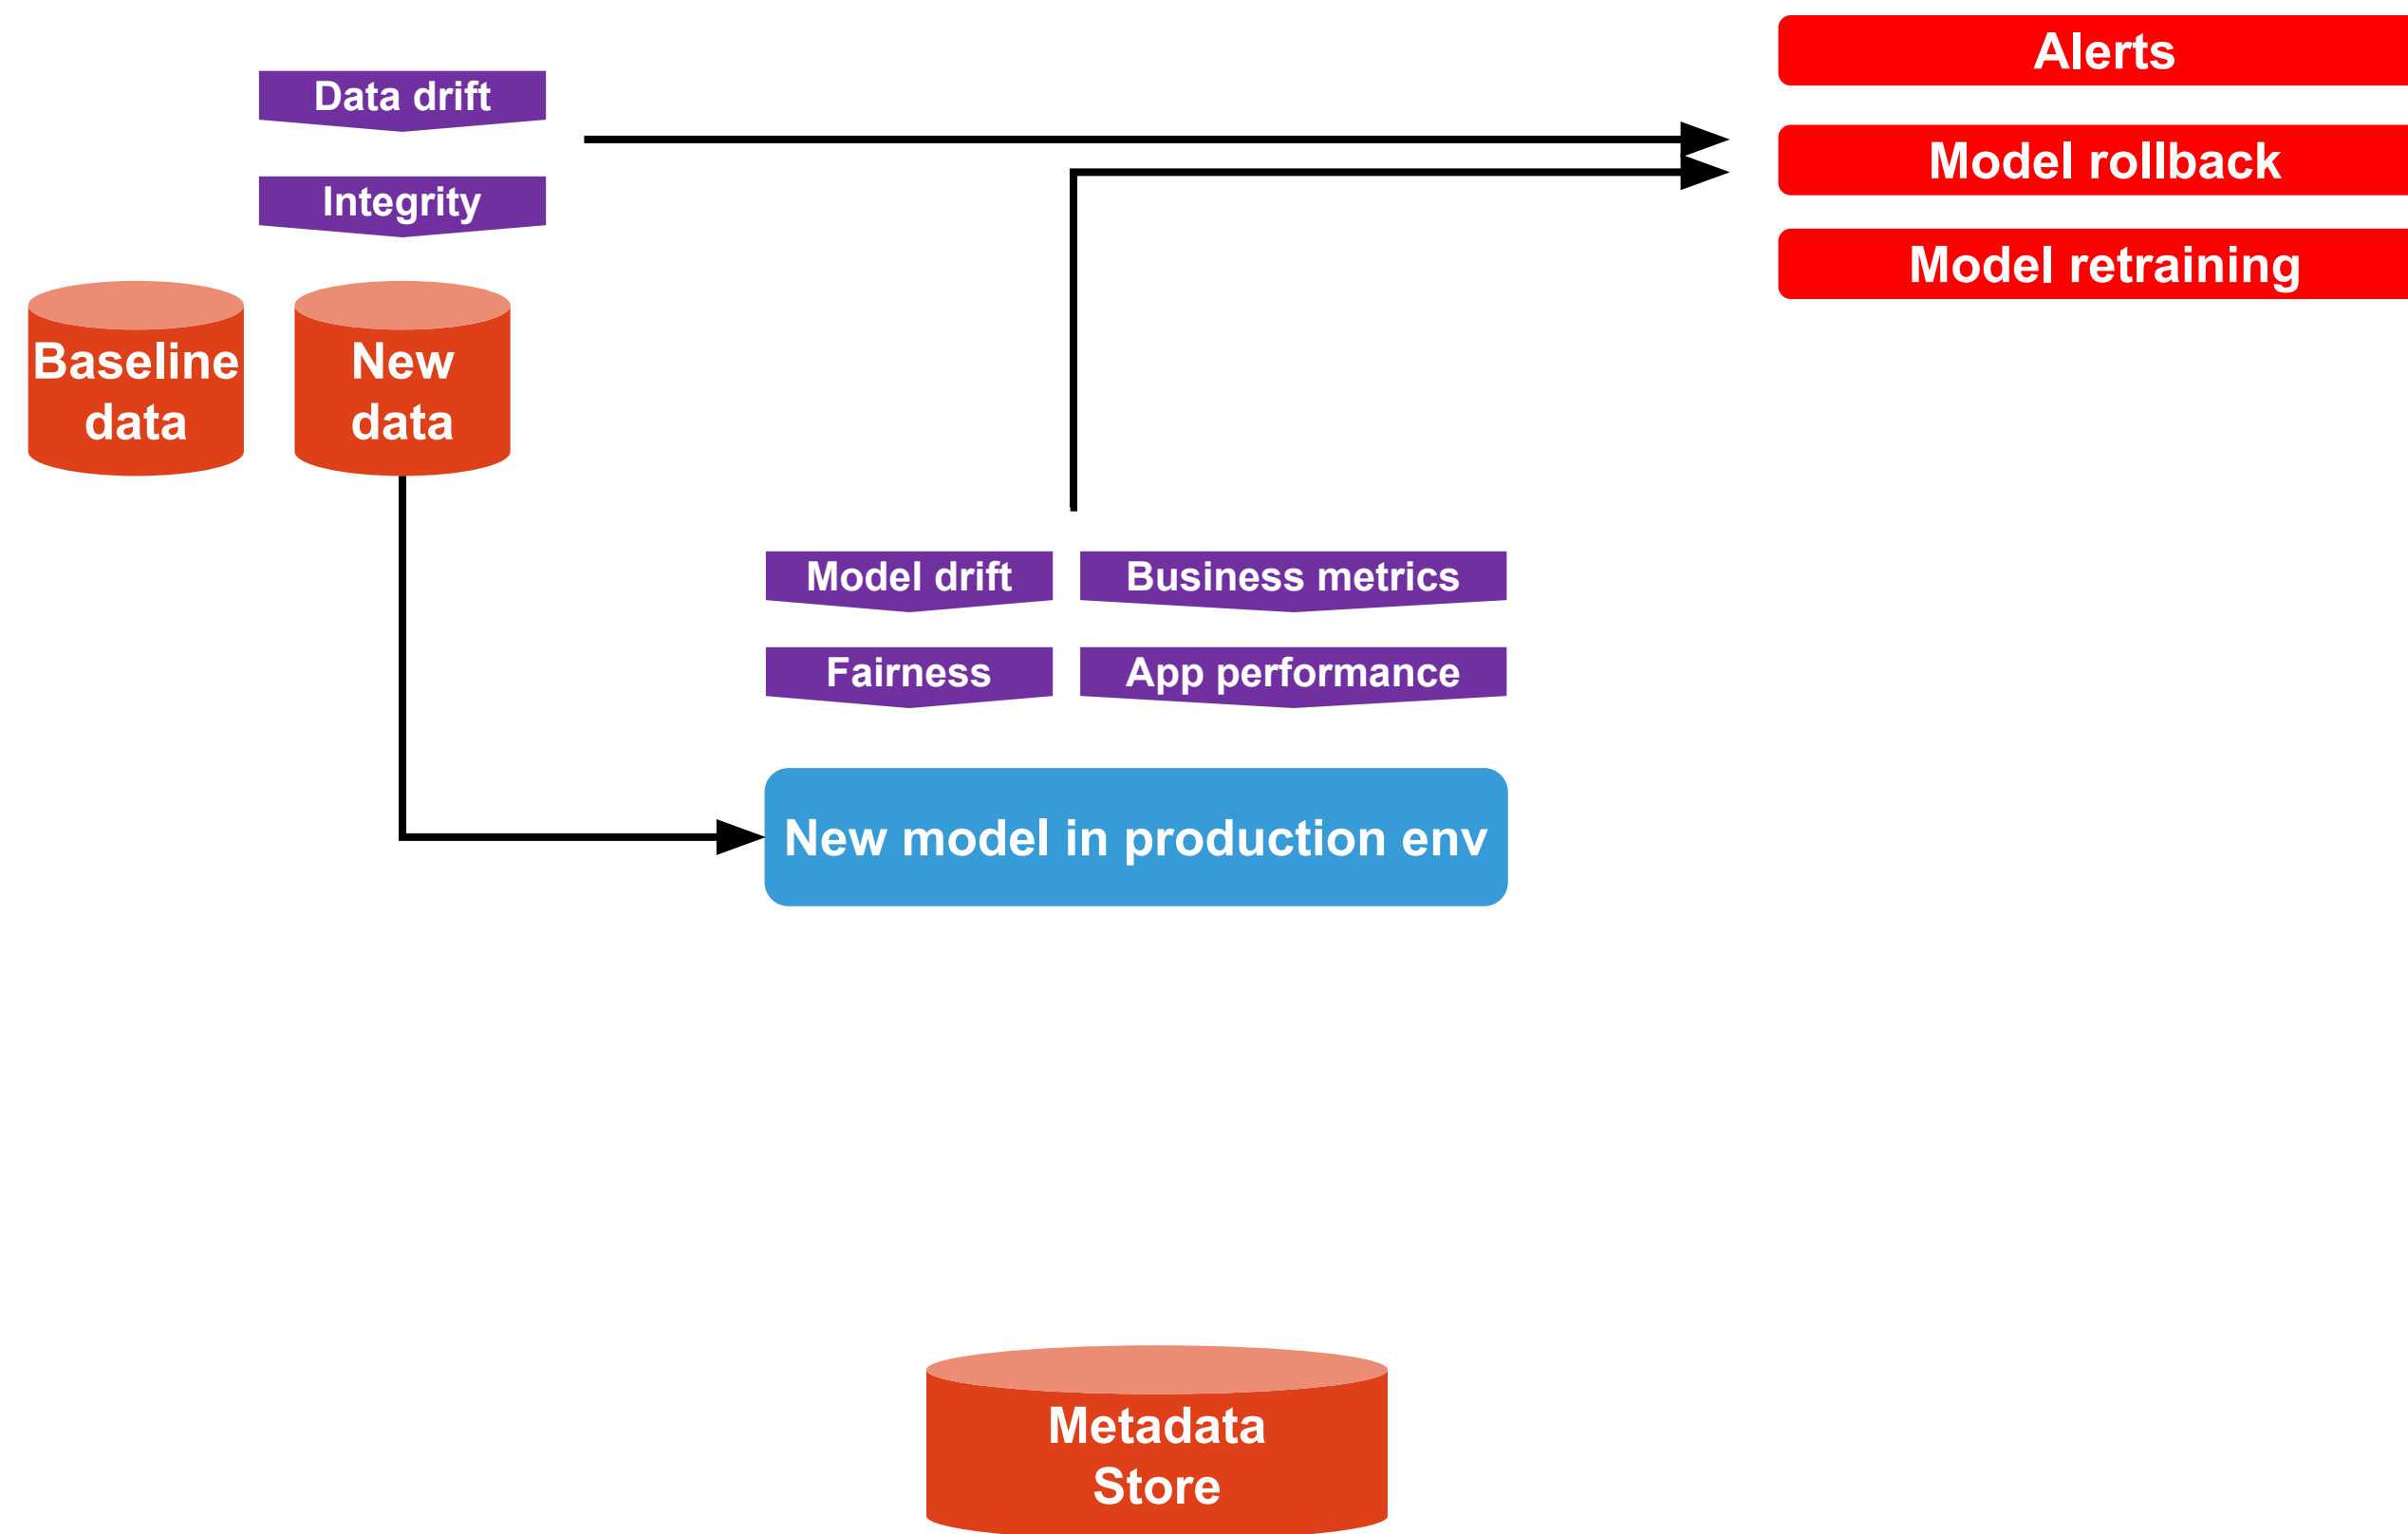 Alerts
Data drift
Model rollback
Integrity
Model retraining
Baseline
data
New
data
Model drift
Business metrics
Fairness
App performance
New model in production env
Metadata
Store